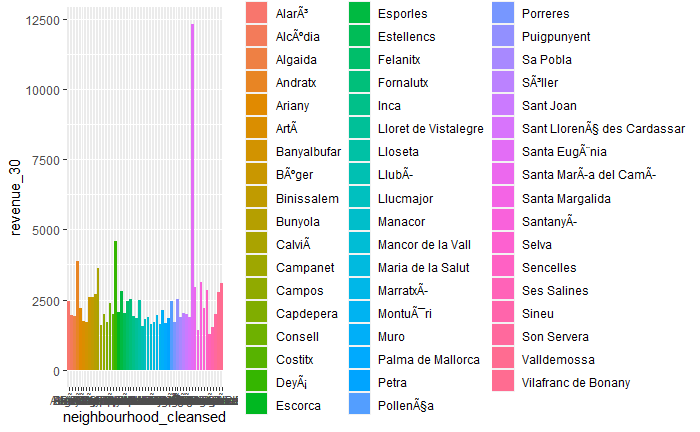 12500
10000
7500
5000
2500
0
revenue_30
neighbourhood_cleansed
AlarÃ³
AlcÃºdia
Algaida
Andratx
Ariany
ArtÃ
Banyalbufar
BÃºger
Binissalem
Bunyola
CalviÃ
Campanet
Campos
Capdepera
Consell
Costitx
DeyÃ¡
Escorca
Esporles
Estellencs
Felanitx
Fornalutx
Inca
Lloret de Vistalegre
Lloseta
LlubÃ-
Llucmajor
Manacor
Mancor de la Vall
Maria de la Salut
MarratxÃ-
MontuÃ¯ri
Muro
Palma de Mallorca
Petra
PollenÃ§a
Porreres
Puigpunyent
Sa Pobla
SÃ³ller
Sant Joan
Sant LlorenÃ§ des Cardassar
Santa EugÃ¨nia
Santa MarÃ-a del CamÃ-
Santa Margalida
SantanyÃ-
Selva
Sencelles
Ses Salines
Sineu
Son Servera
Valldemossa
Vilafranc de Bonany